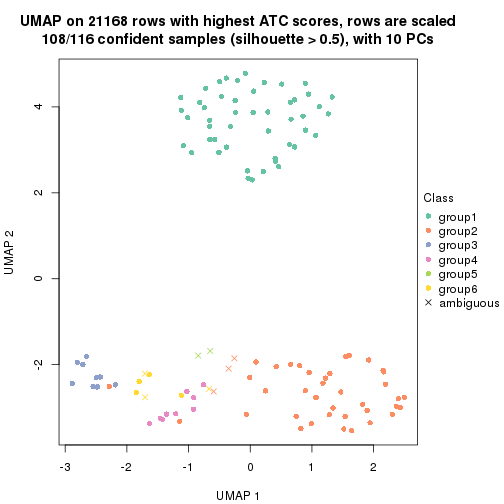 UMAP on 21168 rows with highest ATC scores, rows are scaled
108/116 confident samples (silhouette > 0.5), with 10 PCs
4
2
0
-2
UMAP 2
-3
-2
-1
0
1
2
UMAP 1
Class
group1
group2
group3
group4
group5
group6
ambiguous